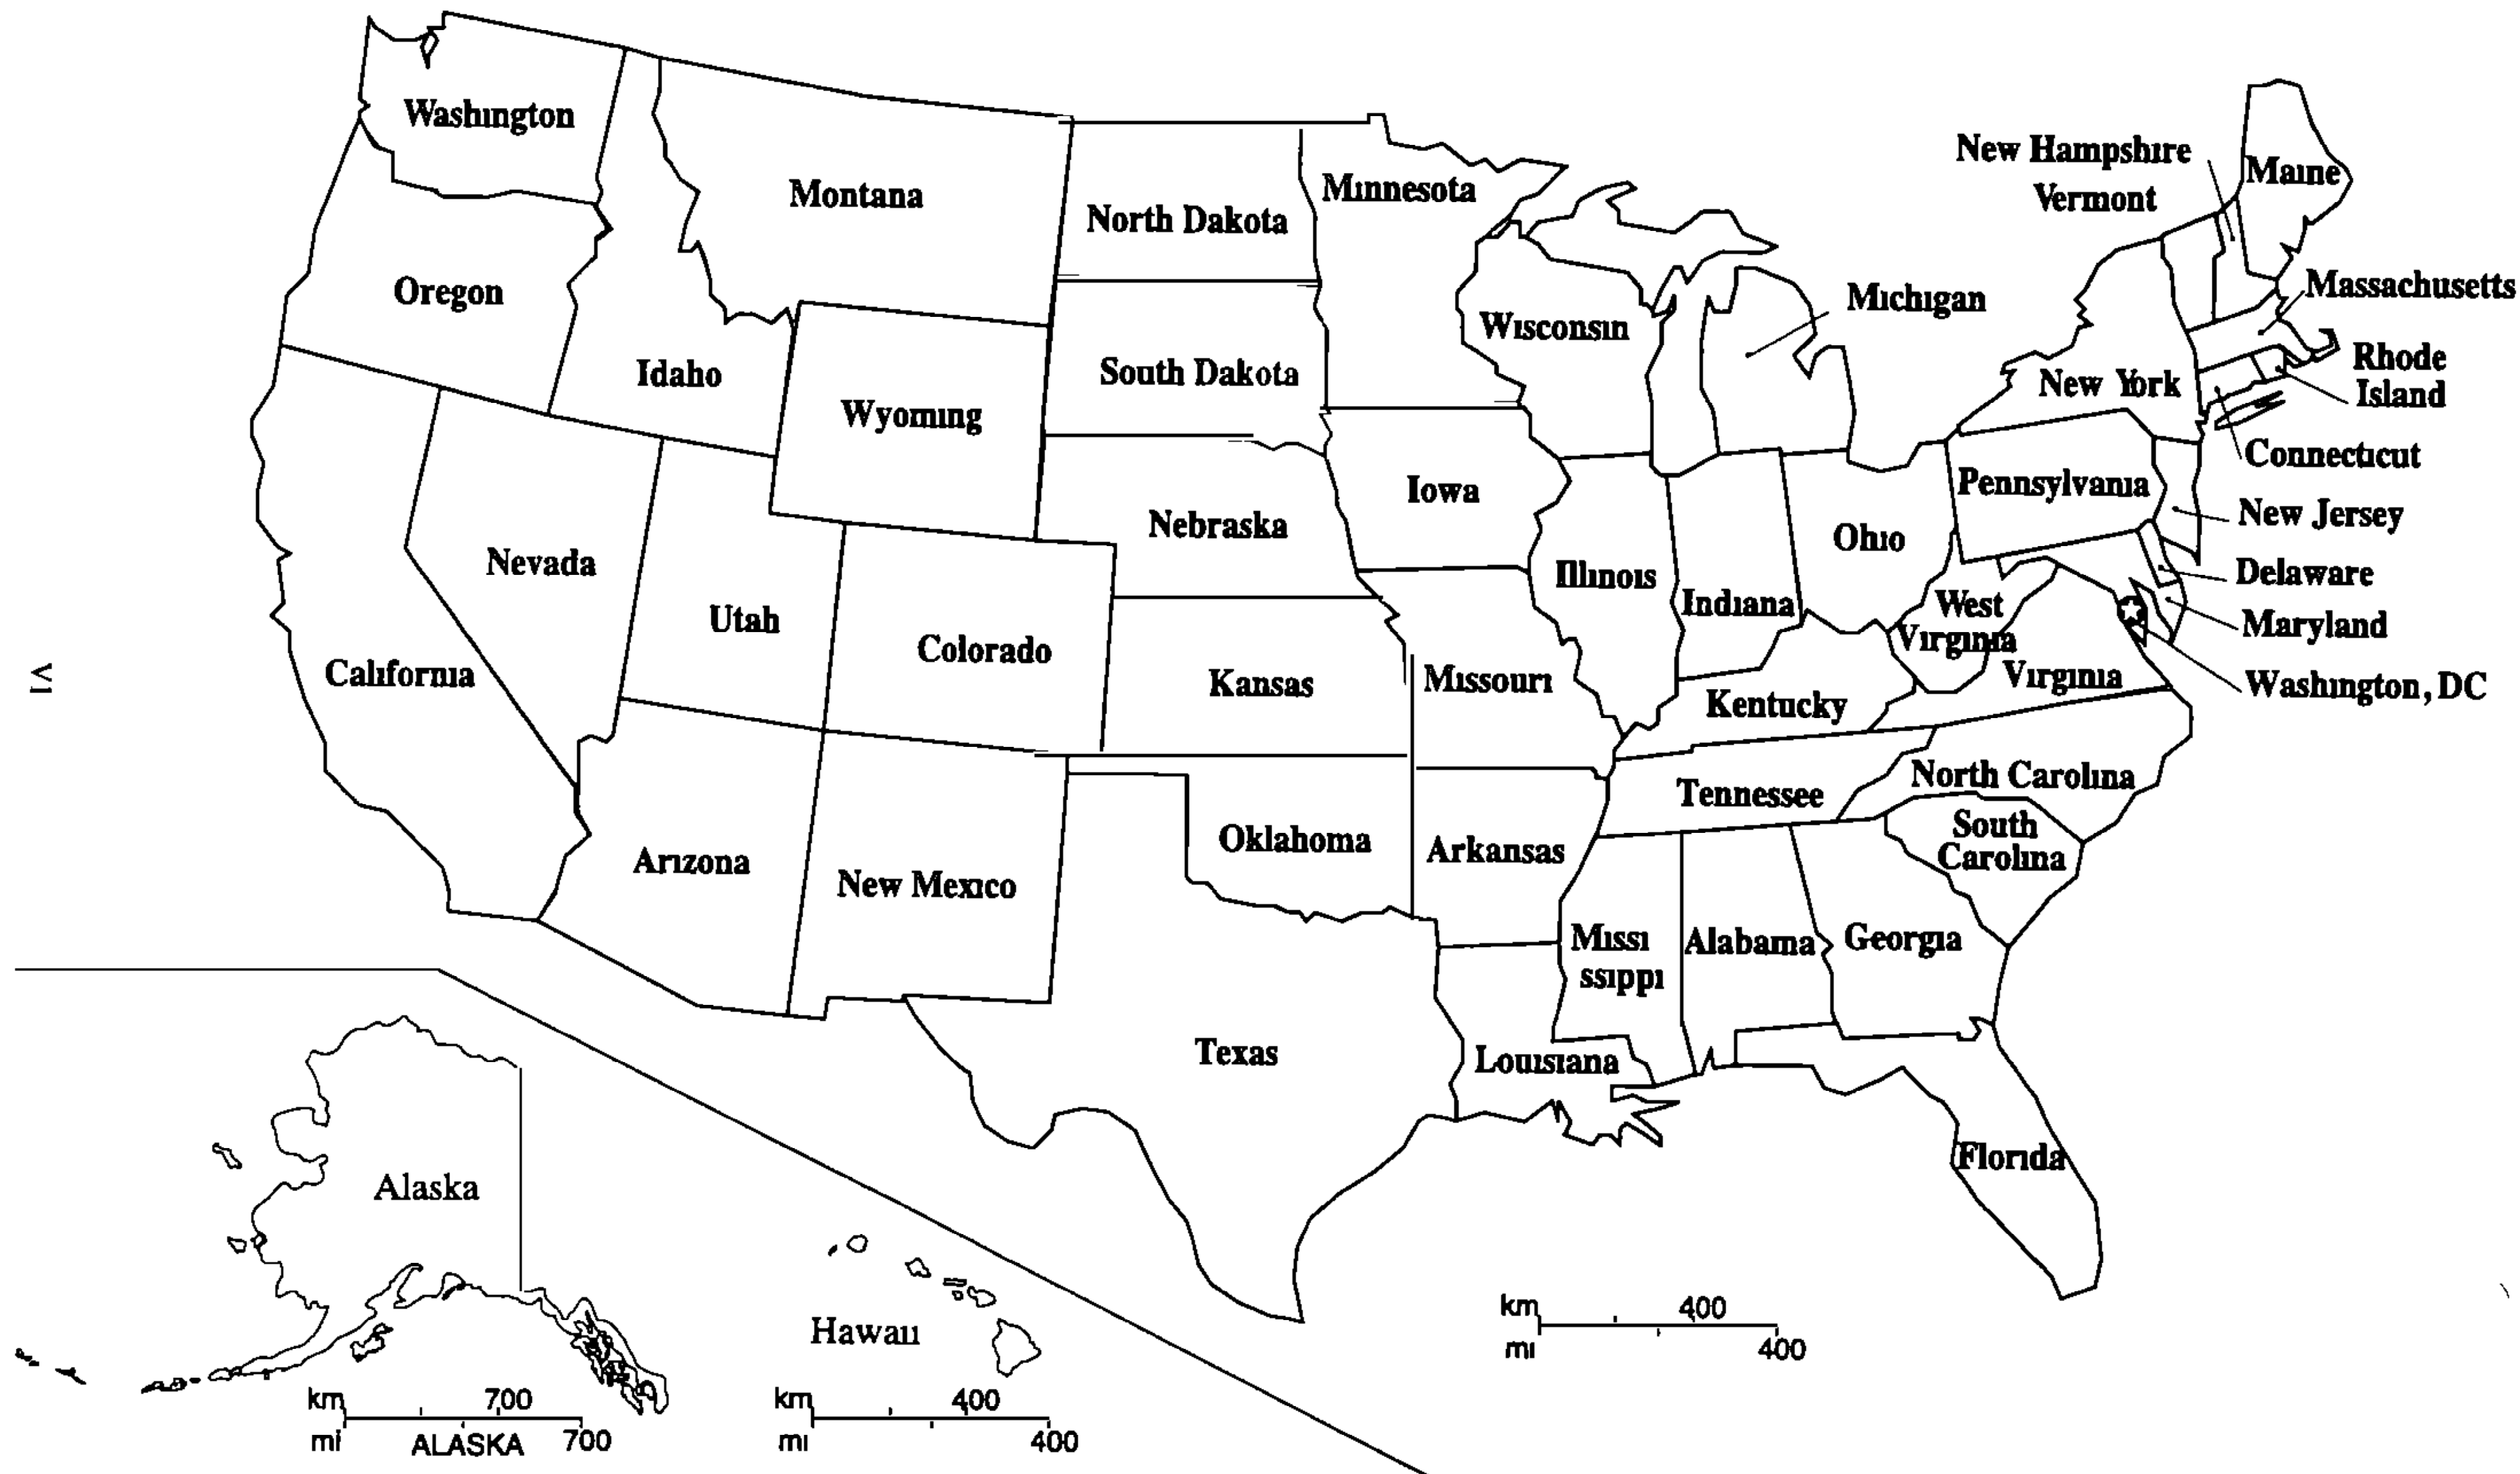 Washington
Montana
North Dakota
Minnesota
New Hampshire
Vermont
Maine
Oregon
Idaho
Wyoming
South Dakota
Wisconsin
Michigan
Massachusetts
Rhode
Island
New York
Connecticut
Nebraska
Iowa
Pennsylvania
New Jersey
Nevada
Utah
Colorado
Illinois
Indiana
Ohio
Delaware
West
Virginia
Maryland
California
Kansas
Missouri
Kentucky
Virginia
Washington, DC
VI
Arizona
New Mexico
Oklahoma
Arkansas
Tennessee
North Carolina
South
Carolina
Missi
ssippi
Alabama
Georgia
Texas
Louisiana
Florida
Alaska
Hawaii
km 700
mi ALASKA 700
km 400
mi 400
km 400
mi 400